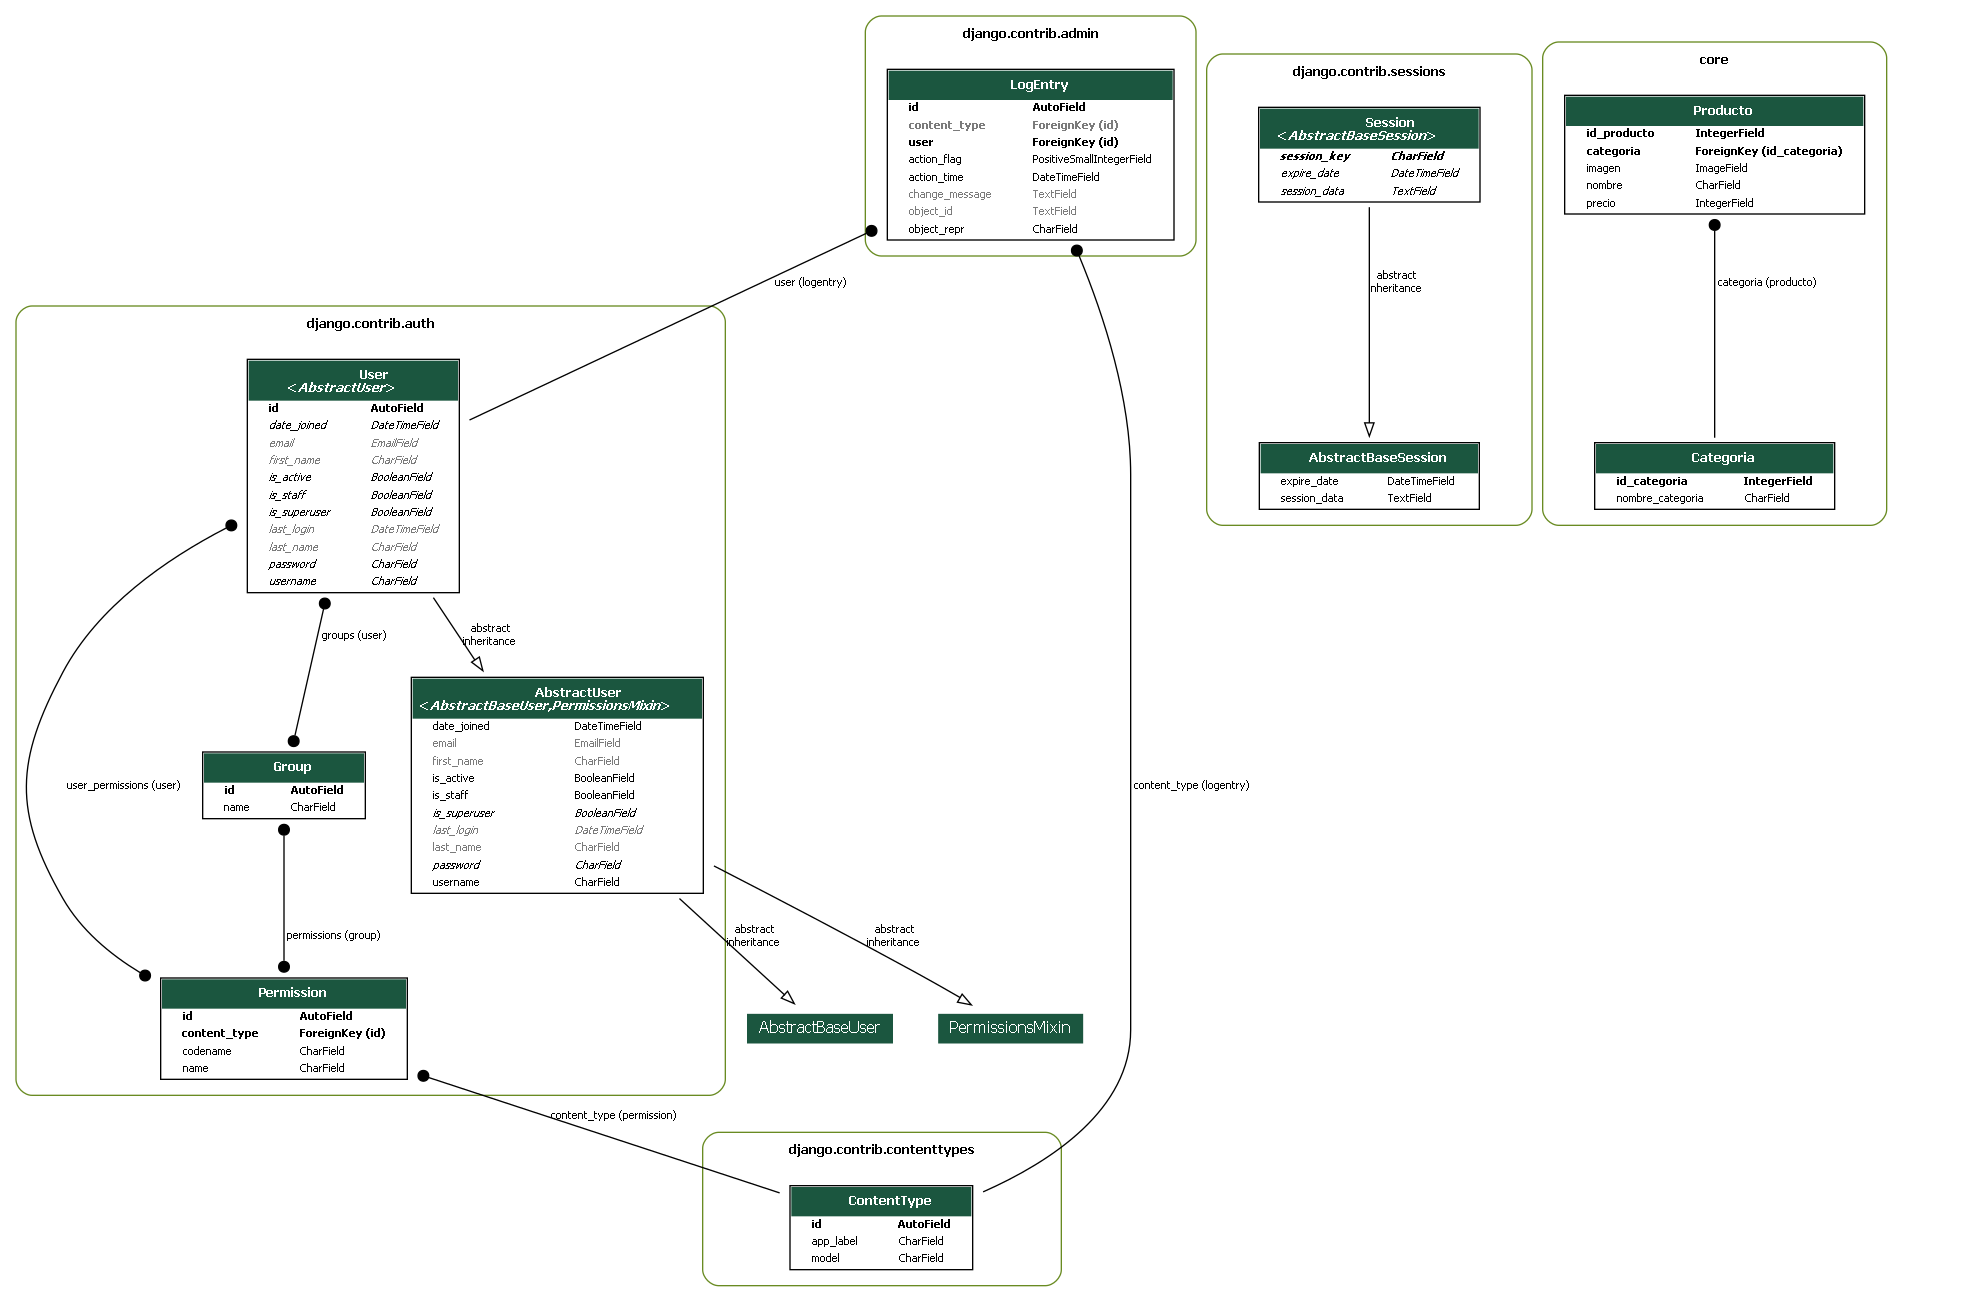 django.contrib.admin
LogEntry
id AutoField
content_type ForeignKey (id)
user ForeignKey (id)
action_flag PositiveSmallIntegerField
action_time DateTimeField
change_message TextField
object_id TextField
object_repr CharField
django.contrib.sessions
Session
<AbstractBaseSession>
session_key CharField
expire_date DateTimeField
session_data TextField
abstract
inheritance
AbstractBaseSession
expire_date DateTimeField
session_data TextField
core
Producto
id_producto IntegerField
categoria ForeignKey (id_categoria)
imagen ImageField
nombre CharField
precio IntegerField
categoria (producto)
Categoria
id_categoria IntegerField
nombre_categoria CharField
user (logentry)
django.contrib.auth
User
<AbstractUser>
id AutoField
date_joined DateTimeField
email EmailField
first_name CharField
is_active BooleanField
is_staff BooleanField
is_superuser BooleanField
last_login DateTimeField
last_name CharField
password CharField
username CharField
groups (user)
abstract
inheritance
AbstractUser
<AbstractBaseUser,PermissionsMixin>
date_joined DateTimeField
email EmailField
first_name CharField
is_active BooleanField
is_staff BooleanField
is_superuser BooleanField
last_login DateTimeField
last_name CharField
password CharField
username CharField
user_permissions (user)
Group
id AutoField
name CharField
permissions (group)
content_type (logentry)
abstract
inheritance
abstract
inheritance
Permission
id AutoField
content_type ForeignKey (id)
codename CharField
name CharField
AbstractBaseUser
PermissionsMixin
content_type (permission)
django.contrib.contenttypes
ContentType
id AutoField
app_label CharField
model CharField